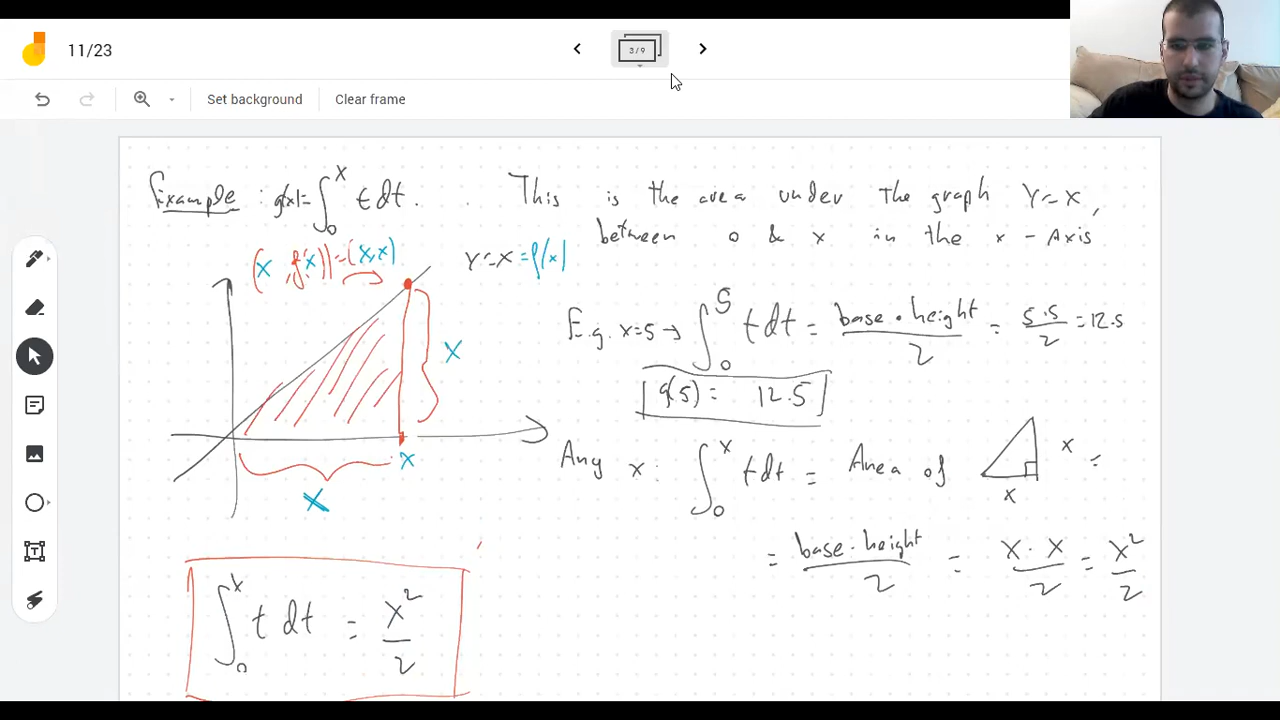 11/23
3/9
Set background
Clear frame
Example : g(x)= ∫₀ˣ t dt. . This is the area under the graph Y=x,
between 0 & x in the x-Axis
(x, f(x))=(x,x) Y=x=f(x)
E.g. x=5 → ∫₀⁵ t dt = base·height/2 = 5·5/2 = 12.5
x
g(5) = 12.5
Any x: ∫₀ˣ t dt = Area of x =
x
x
x
= base·height/2 = x·x/2 = x²/2
∫₀ˣ t dt = x²/2